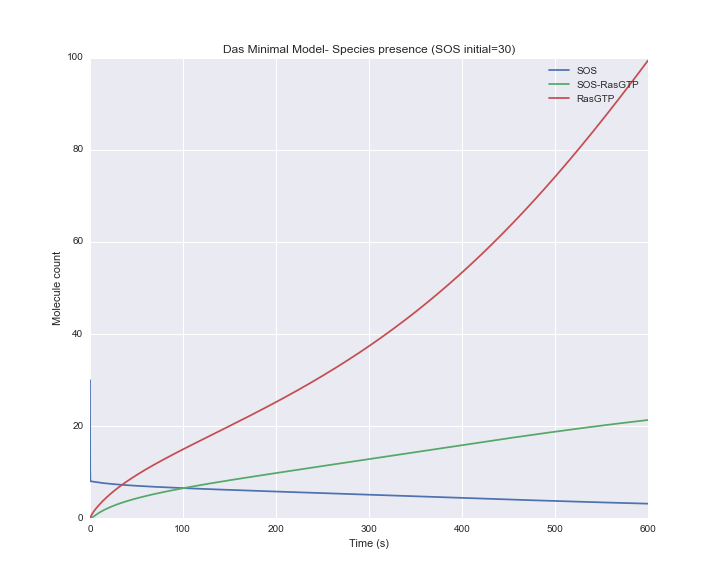 Das Minimal Model- Species presence (SOS initial=30)
100
80
60
40
20
0
Molecule count
SOS
SOS-RasGTP
RasGTP
0 100 200 300 400 500 600
Time (s)